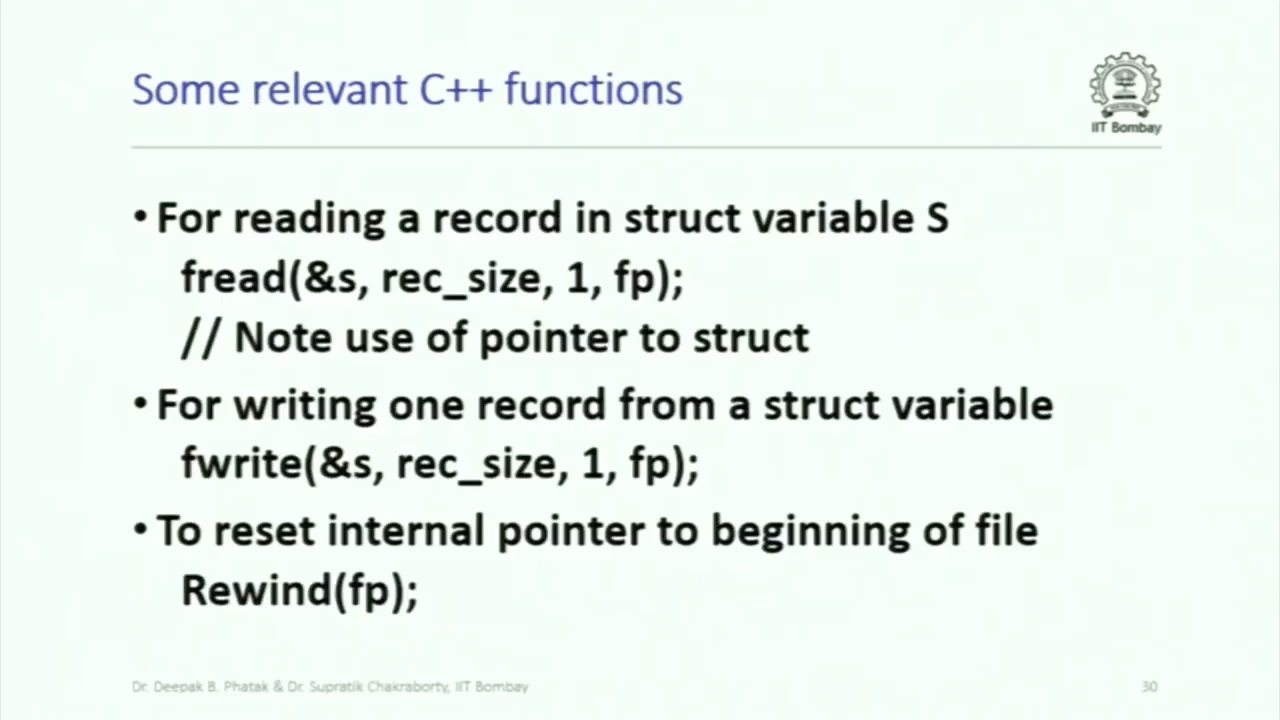 Some relevant C++ functions
IIT Bombay
• For reading a record in struct variable S
fread(&s, rec_size, 1, fp);
// Note use of pointer to struct
• For writing one record from a struct variable
fwrite(&s, rec_size, 1, fp);
• To reset internal pointer to beginning of file
Rewind(fp);
Dr. Deepak B. Phatak & Dr. Supratik Chakraborty, IIT Bombay
30